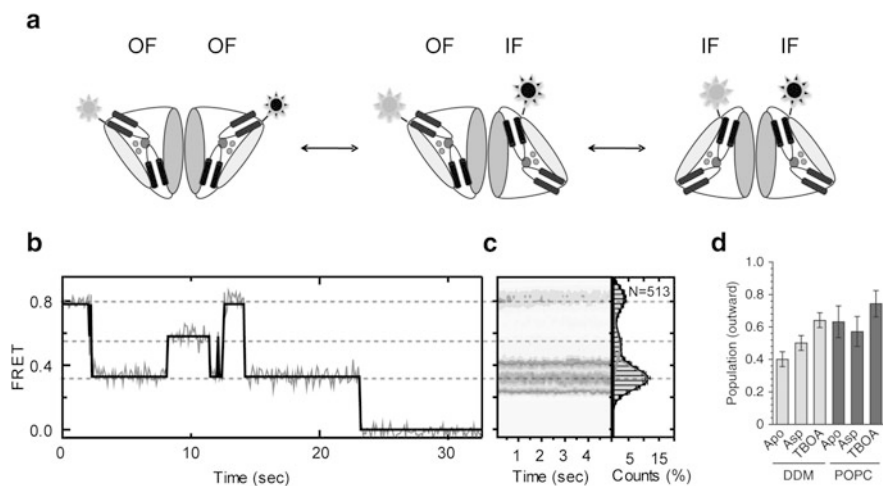 a
OF OF
OF IF
IF IF
b
FRET
0.8
0.4
0.0
0 10 20 30
Time (sec)
c
N=513
1 2 3 4
Time (sec)
5 15
Counts (%)
d
Population (outward)
1.0
0.8
0.6
0.4
0.2
0.0
Apo Asp TBOA Apo Asp TBOA
DDM POPC